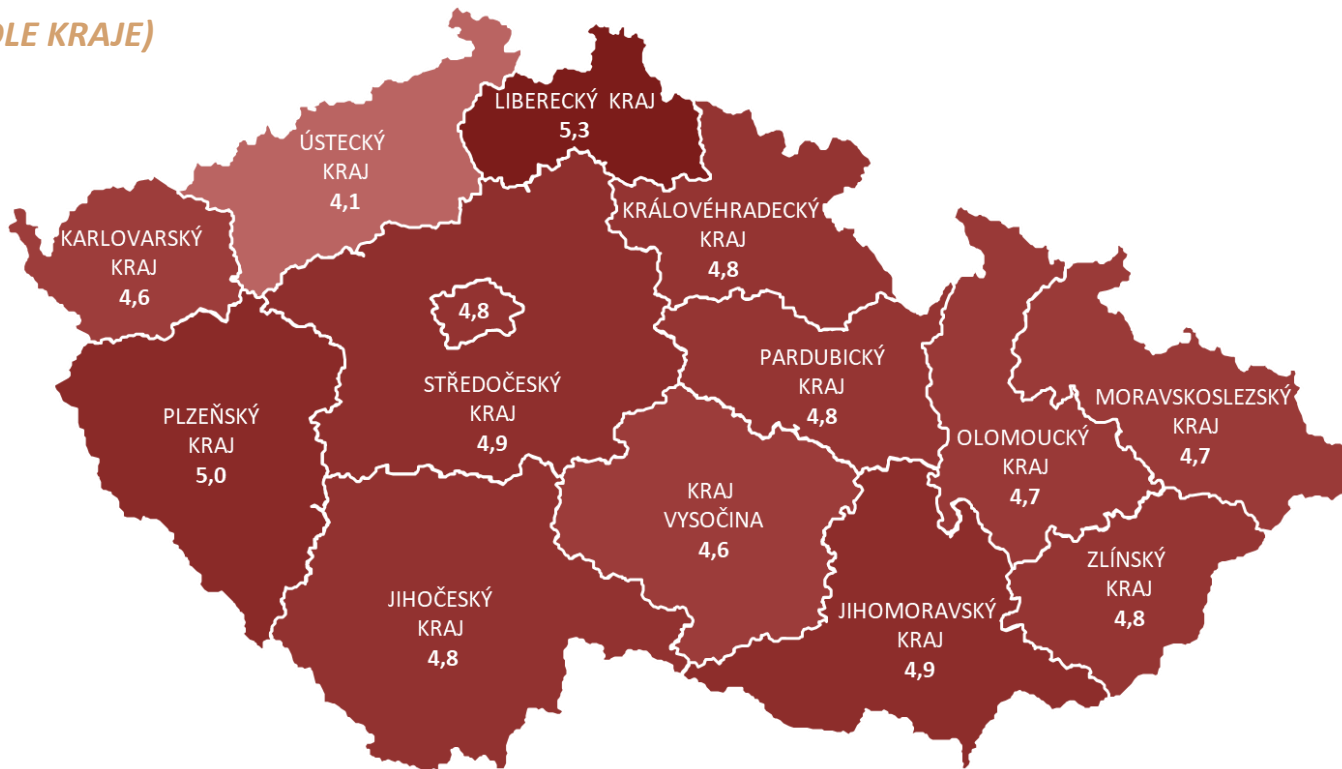 KRAJE)
LIBERECKÝ KRAJ
5,3
ÚSTECKÝ
KRAJ
4,1
KRÁLOVÉHRADECKÝ
KRAJ
4,8
KARLOVARSKÝ
KRAJ
4,6
4,8
PARDUBICKÝ
KRAJ
4,8
STŘEDOČESKÝ
KRAJ
4,9
MORAVSKOSLEZSKÝ
KRAJ
4,7
PLZEŇSKÝ
KRAJ
5,0
OLOMOUCKÝ
KRAJ
4,7
KRAJ
VYSOČINA
4,6
ZLÍNSKÝ
KRAJ
4,8
JIHOČESKÝ
KRAJ
4,8
JIHOMORAVSKÝ
KRAJ
4,9